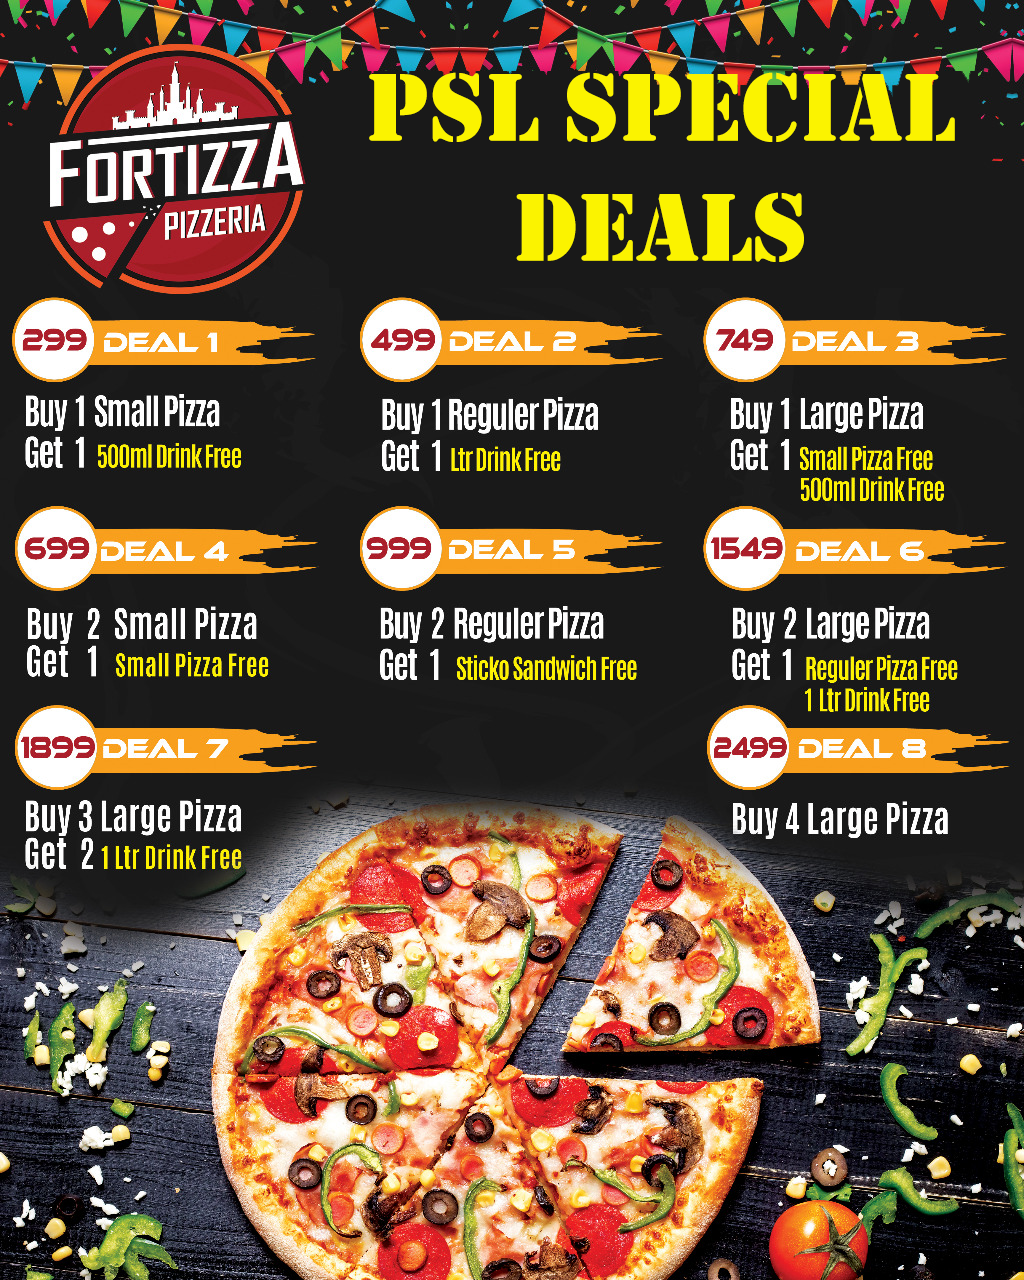 FORTIZZA
PIZZERIA
PSL SPECIAL
DEALS
299 DEAL 1
Buy 1 Small Pizza
Get 1 500ml Drink Free
499 DEAL 2
Buy 1 Reguler Pizza
Get 1 Ltr Drink Free
749 DEAL 3
Buy 1 Large Pizza
Get 1 Small Pizza Free
500ml Drink Free
699 DEAL 4
Buy 2 Small Pizza
Get 1 Small Pizza Free
999 DEAL 5
Buy 2 Reguler Pizza
Get 1 Sticko Sandwich Free
1549 DEAL 6
Buy 2 Large Pizza
Get 1 Reguler Pizza Free
1 Ltr Drink Free
1899 DEAL 7
Buy 3 Large Pizza
Get 2 1 Ltr Drink Free
2499 DEAL 8
Buy 4 Large Pizza